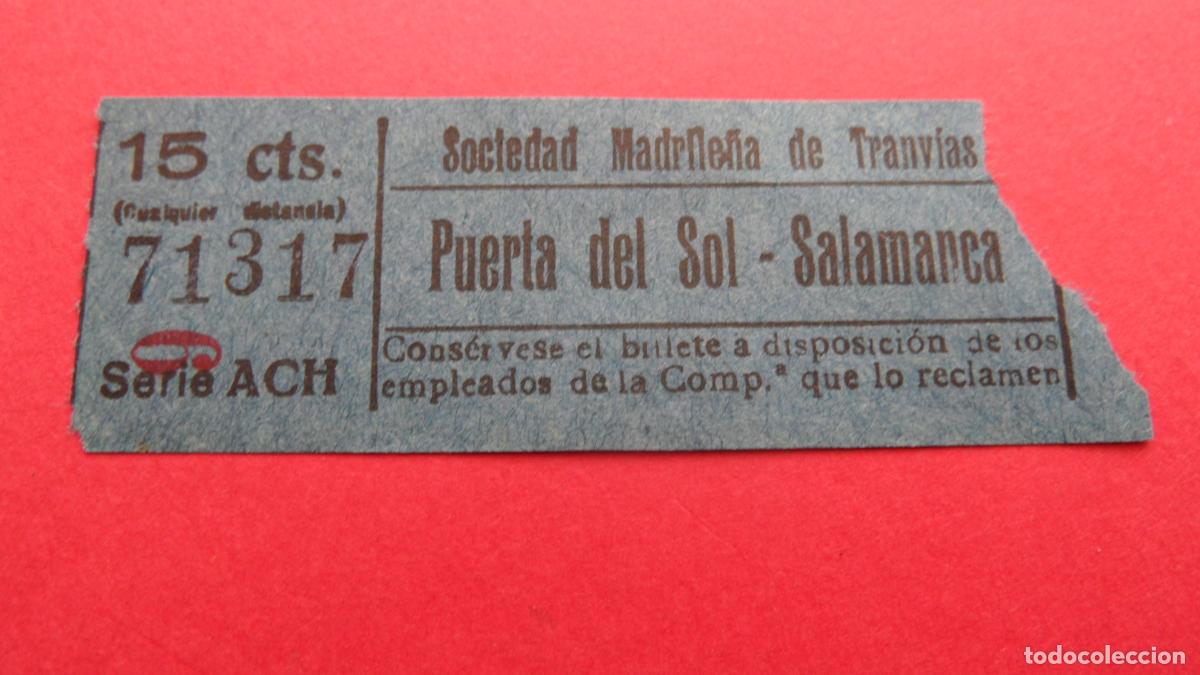 15 cts.
(Cualquier distancia)
71317
6
Serie ACH
Sociedad Madrileña de Tranvías
Puerta del Sol - Salamanca
Consérvese el billete a disposición de los
empleados de la Comp.ª que lo reclamen
todocoleccion